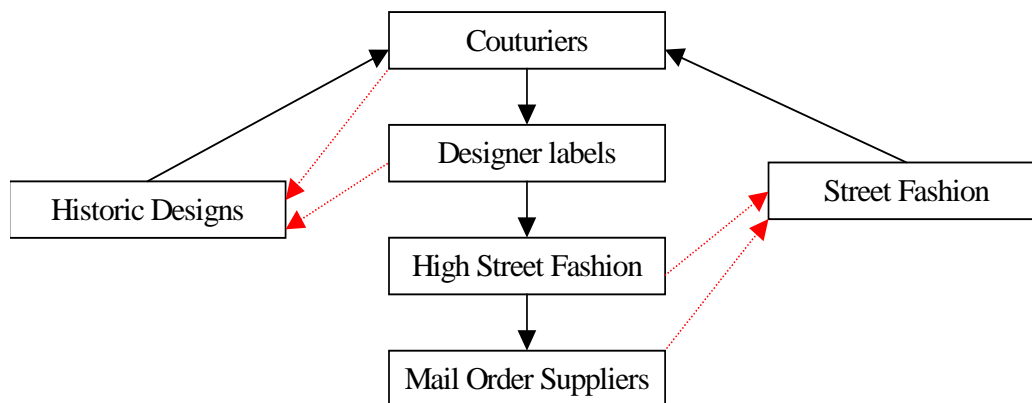 Couturiers
Designer labels
Historic Designs
Street Fashion
High Street Fashion
Mail Order Suppliers